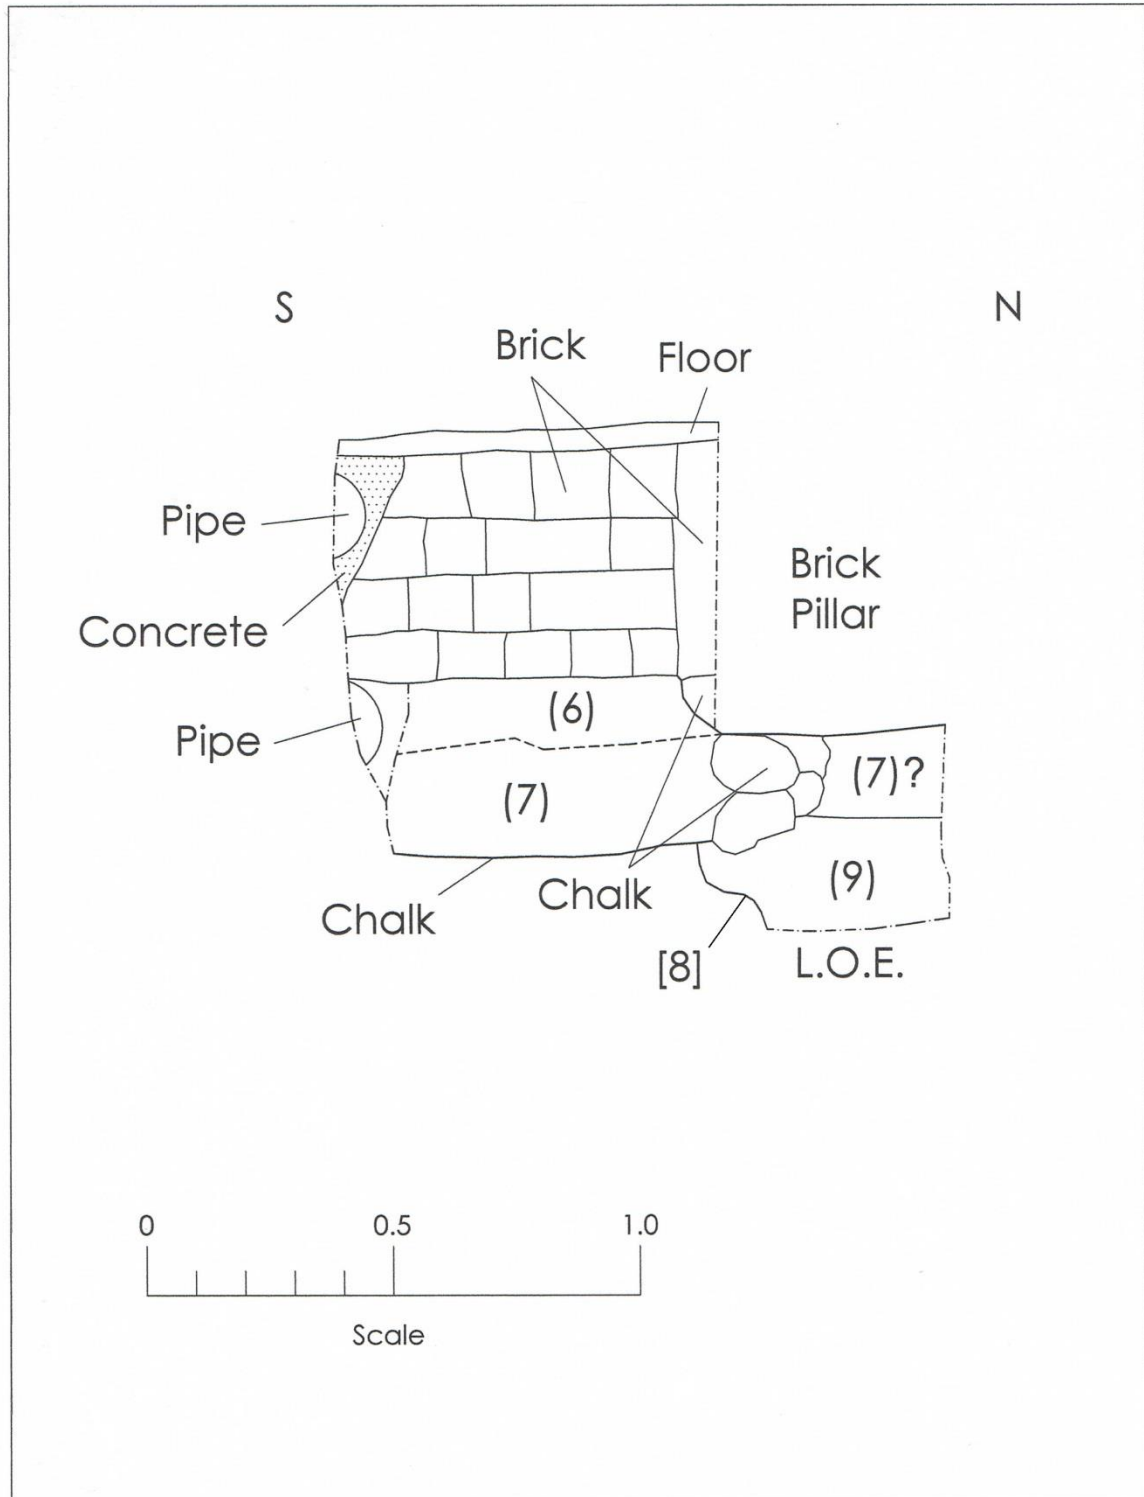 S
N
Brick
Floor
Pipe
Brick
Pillar
Concrete
(6)
Pipe
(7)
(7)?
Chalk
Chalk
(9)
[8]
L.O.E.
0
0.5
1.0
Scale